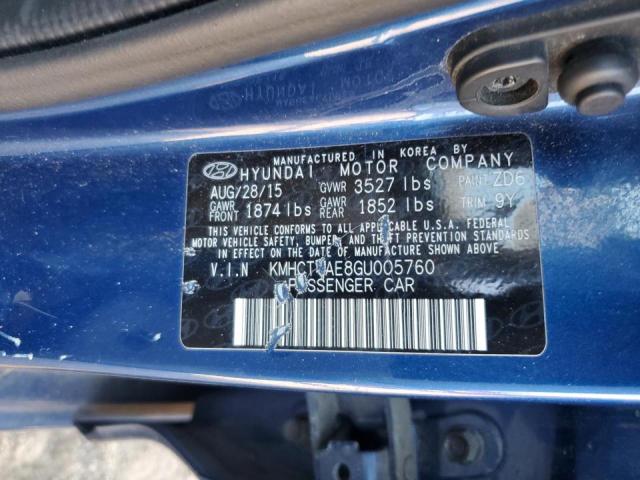 MANUFACTURED IN KOREA BY
HYUNDAI MOTOR COMPANY
AUG/28/15 GVWR 3527 lbs PAINT ZD6
GAWR FRONT 1874 lbs GAWR REAR 1852 lbs TRIM 9Y
THIS VEHICLE CONFORMS TO ALL APPLICABLE U.S.A. FEDERAL
MOTOR VEHICLE SAFETY, BUMPER, AND THEFT PREVENTION STANDARDS
IN EFFECT ON THE DATE OF MANUFACTURE SHOWN ABOVE.
V.I.N
PASSENGER CAR